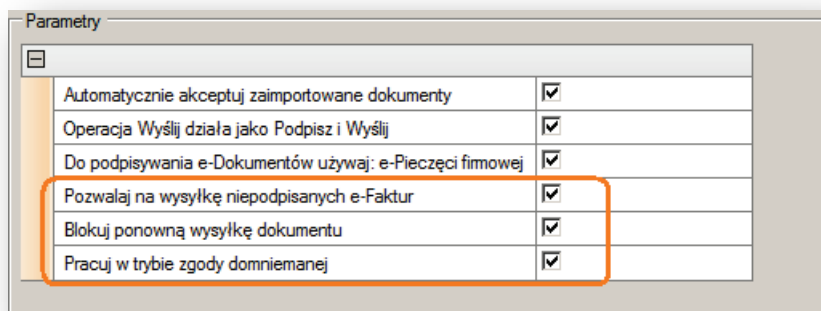 Parametry
Automatycznie akceptuj zaimportowane dokumenty
Operacja Wyślij działa jako Podpisz i Wyślij
Do podpisywania e-Dokumentów używaj: e-Pieczęci firmowej
Pozwalaj na wysyłkę niepodpisanych e-Faktur
Blokuj ponowną wysyłkę dokumentu
Pracuj w trybie zgody domniemanej